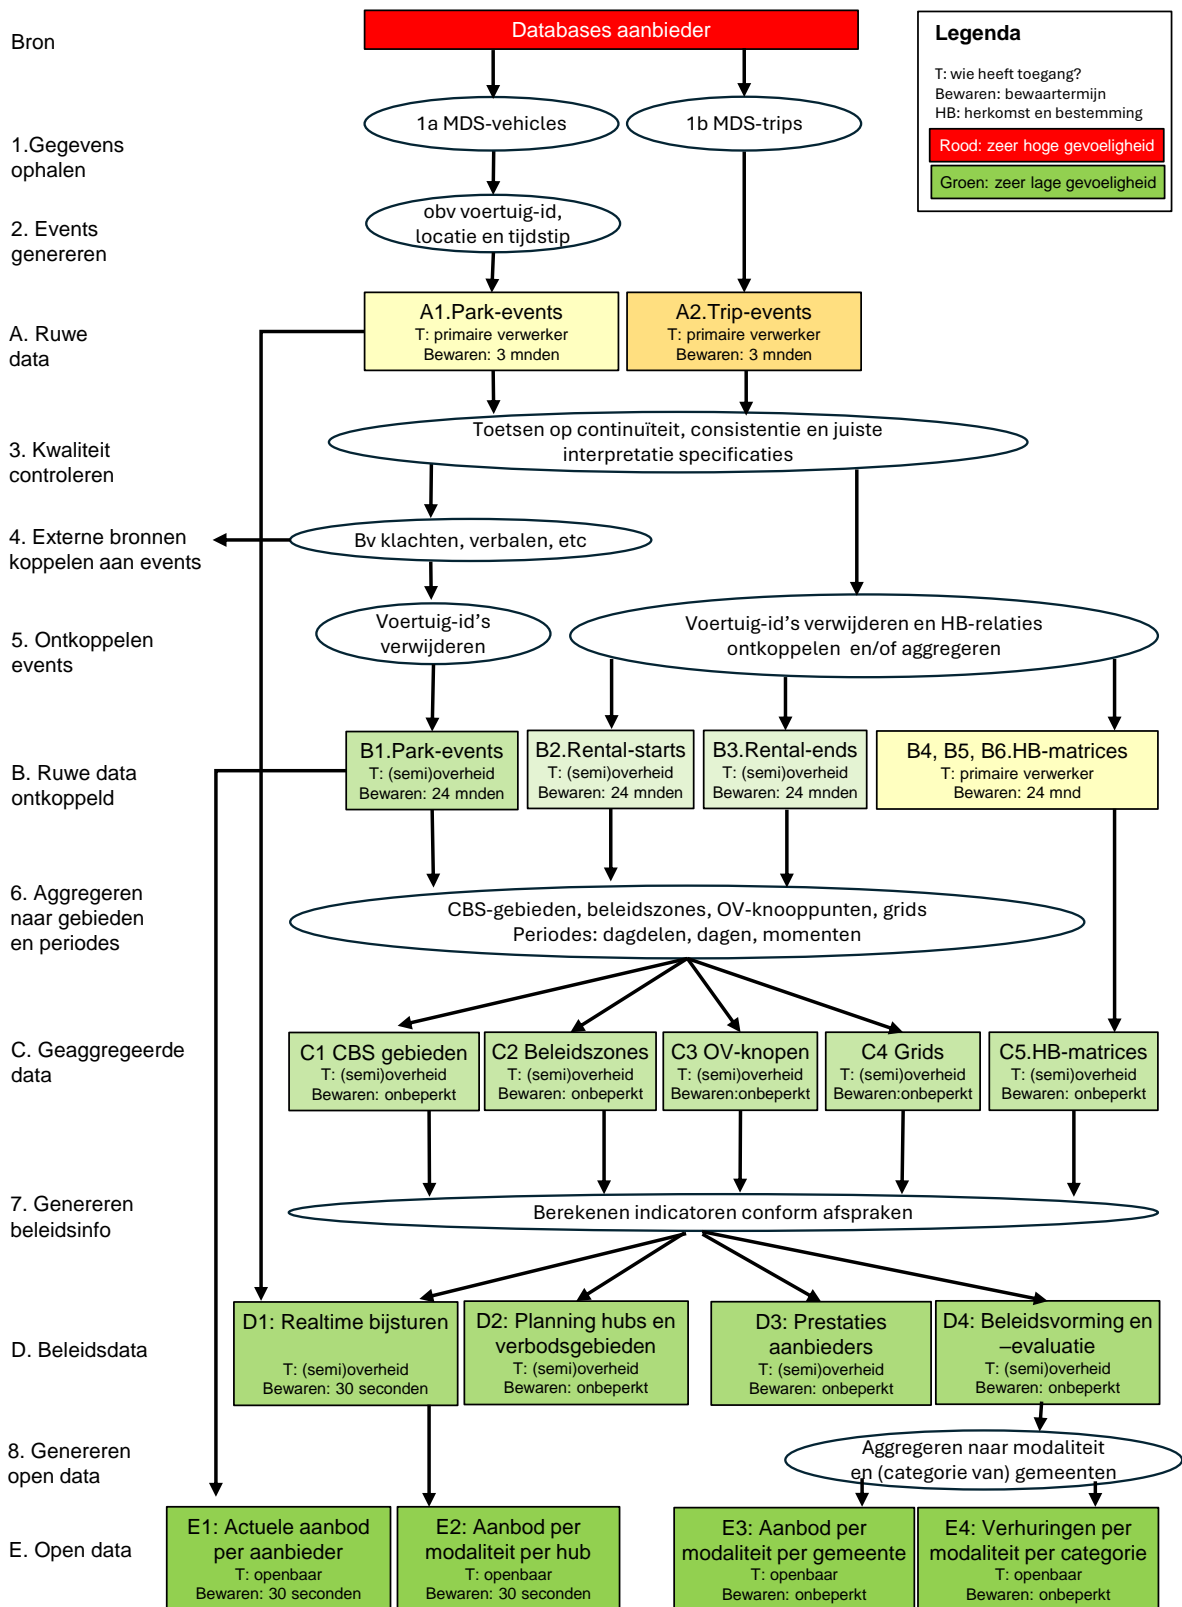 Bron
Databases aanbieder
Legenda
T: wie heeft toegang?
Bewaren: bewaartermijn
HB: herkomst en bestemming
Rood: zeer hoge gevoeligheid
Groen: zeer lage gevoeligheid
1.Gegevens
ophalen
1a MDS-vehicles
1b MDS-trips
2. Events
genereren
obv voertuig-id,
locatie en tijdstip
A. Ruwe
data
A1.Park-events
T: primaire verwerker
Bewaren: 3 mnden
A2.Trip-events
T: primaire verwerker
Bewaren: 3 mnden
3. Kwaliteit
controleren
Toetsen op continuïteit, consistentie en juiste
interpretatie specificaties
4. Externe bronnen
koppelen aan events
Bv klachten, verbalen, etc
5. Ontkoppelen
events
Voertuig-id's
verwijderen
Voertuig-id's verwijderen en HB-relaties
ontkoppelen en/of aggregeren
B. Ruwe data
ontkoppeld
B1.Park-events
T: (semi)overheid
Bewaren: 24 mnden
B2.Rental-starts
T: (semi)overheid
Bewaren: 24 mnden
B3.Rental-ends
T: (semi)overheid
Bewaren: 24 mnden
B4, B5, B6.HB-matrices
T: primaire verwerker
Bewaren: 24 mnd
6. Aggregeren
naar gebieden
en periodes
CBS-gebieden, beleidszones, OV-knooppunten, grids
Periodes: dagdelen, dagen, momenten
C. Geaggregeerde
data
C1 CBS gebieden
T: (semi)overheid
Bewaren: onbeperkt
C2 Beleidszones
T: (semi)overheid
Bewaren: onbeperkt
C3 OV-knopen
T: (semi)overheid
Bewaren:onbeperkt
C4 Grids
T: (semi)overheid
Bewaren:onbeperkt
C5.HB-matrices
T: (semi)overheid
Bewaren: onbeperkt
7. Genereren
beleidsinfo
Berekenen indicatoren conform afspraken
D. Beleidsdata
D1: Realtime bijsturen
T: (semi)overheid
Bewaren: 30 seconden
D2: Planning hubs en
verbodsgebieden
T: (semi)overheid
Bewaren: onbeperkt
D3: Prestaties
aanbieders
T: (semi)overheid
Bewaren: onbeperkt
D4: Beleidsvorming en
–evaluatie
T: (semi)overheid
Bewaren: onbeperkt
8. Genereren
open data
Aggregeren naar modaliteit
en (categorie van) gemeenten
E. Open data
E1: Actuele aanbod
per aanbieder
T: openbaar
Bewaren: 30 seconden
E2: Aanbod per
modaliteit per hub
T: openbaar
Bewaren: 30 seconden
E3: Aanbod per
modaliteit per gemeente
T: openbaar
Bewaren: onbeperkt
E4: Verhuringen per
modaliteit per categorie
T: openbaar
Bewaren: onbeperkt